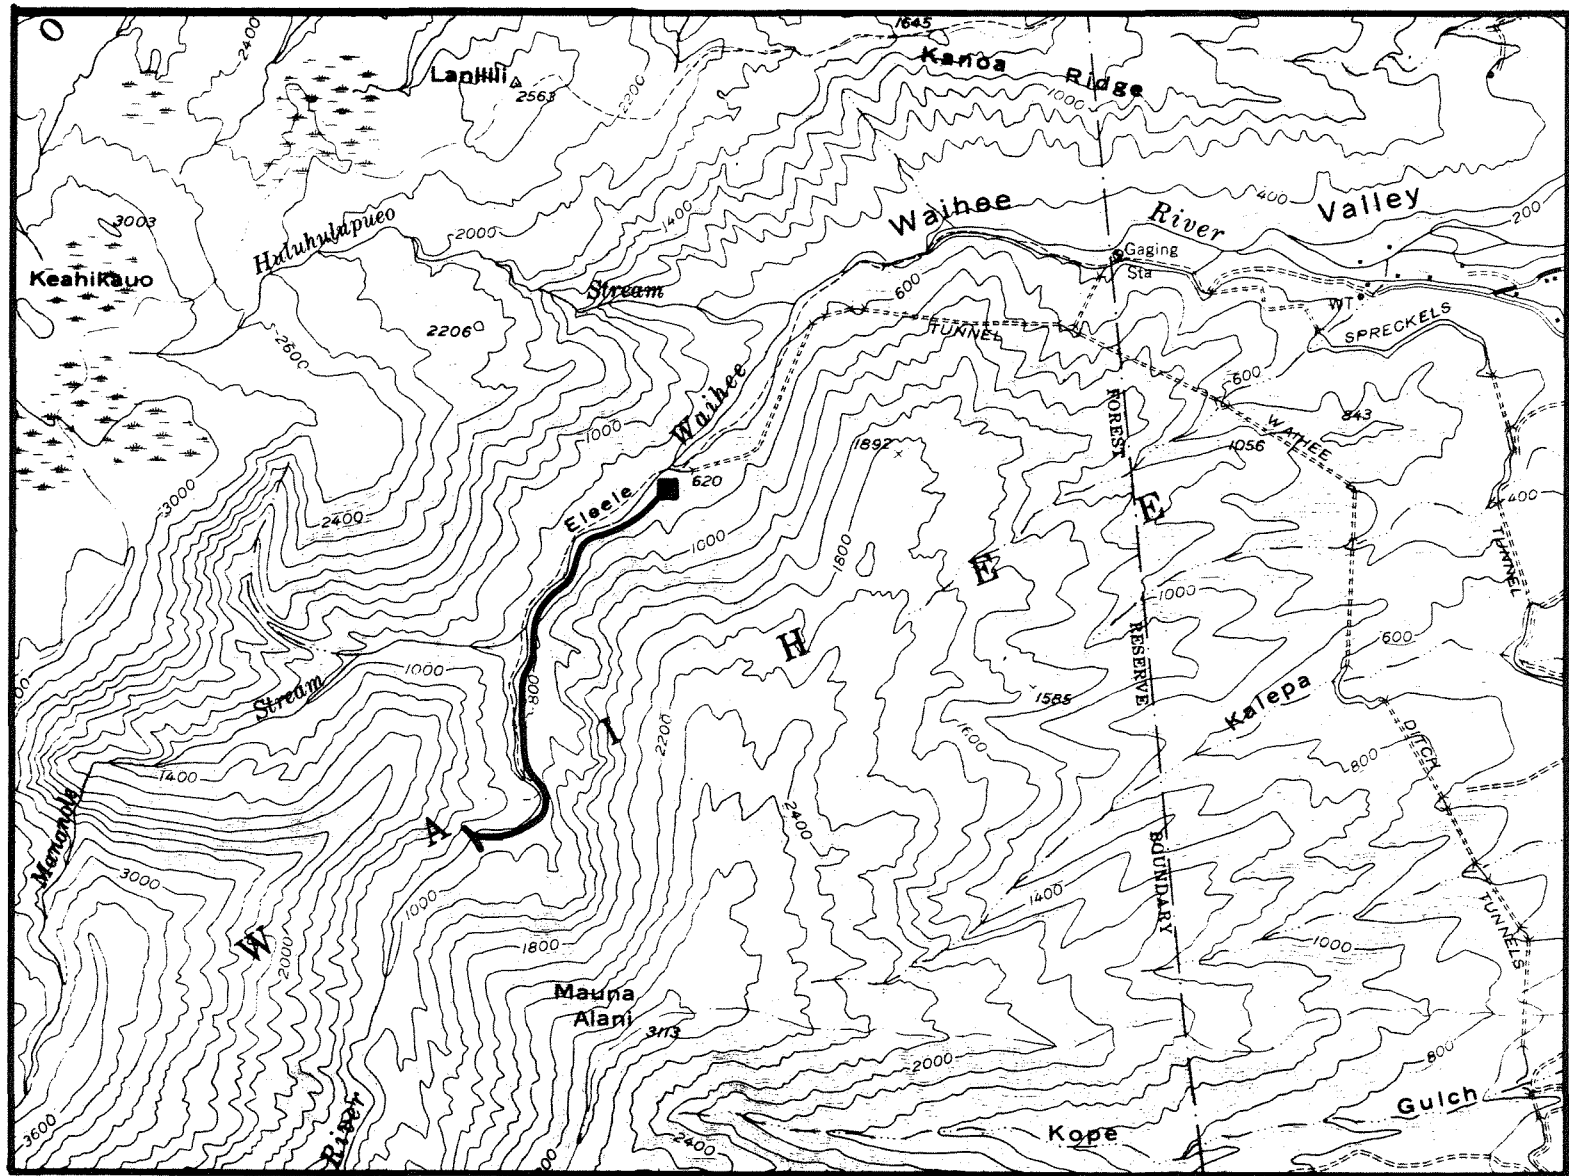 1645
2400
Kanoa
Ridge
Lanilili
2563
2200
1000
3003
Huluhulupueo
2000
1400
Waihee
River
400
Valley
200
Keahikauo
Stream
Gaging
Sta
600
2206
2600
TUNNEL
WT
SPRECKELS
Waihee
600
843
FOREST
WAIHEE
1056
1892
1000
3000
2400
Eleele
620
E
400
TUNNEL
1000
1800
E
1000
RESERVE
600
H
1000
800
Stream
1585
Kalepa
I
2200
1600
DITCH
800
1400
Mananole
A
2400
BOUNDARY
3000
1000
1400
TUNNELS
W
2000
1800
1000
Mauna
Alani
3113
2000
800
River
Gulch
Kope
3600
2400